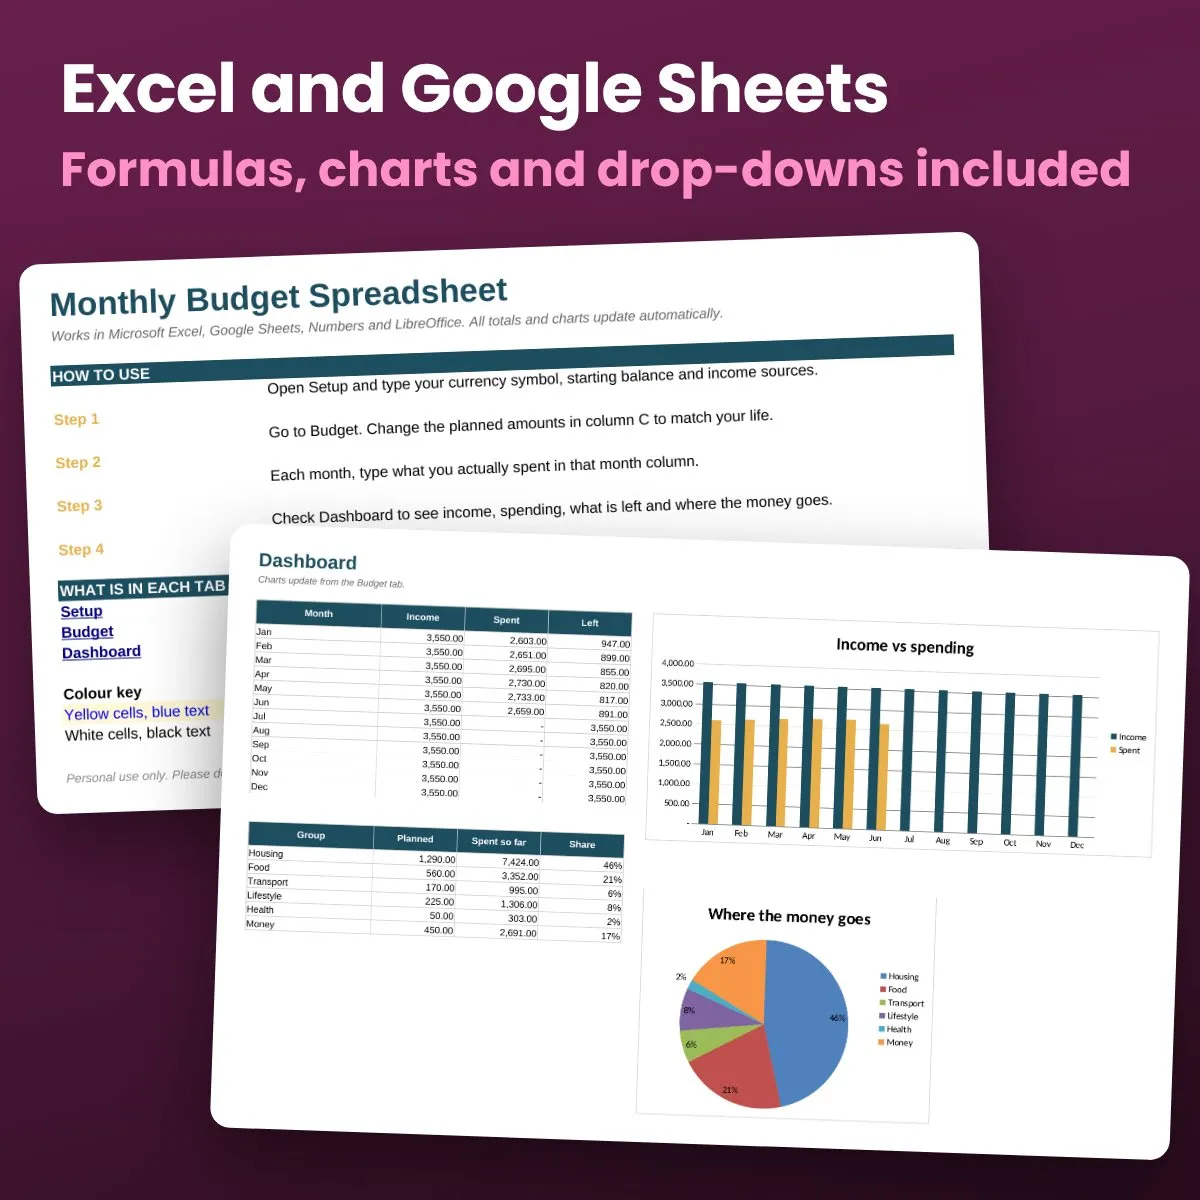 Excel and Google Sheets
Formulas, charts and drop-downs included
Monthly Budget Spreadsheet
Works in Microsoft Excel, Google Sheets, Numbers and LibreOffice. All totals and charts update automatically.
HOW TO USE
Open Setup and type your currency symbol, starting balance and income sources.
Step 1
Go to Budget. Change the planned amounts in column C to match your life.
Step 2
Each month, type what you actually spent in that month column.
Step 3
Check Dashboard to see income, spending, what is left and where the money goes.
Step 4
WHAT IS IN EACH TAB
Setup
Budget
Dashboard
Colour key
Yellow cells, blue text
White cells, black text
Personal use only. Please
Dashboard
Charts update from the Budget tab.
Month Income Spent Left
Jan 3,550.00 2,603.00 947.00
Feb 3,550.00 2,651.00 899.00
Mar 3,550.00 2,695.00 855.00
Apr 3,550.00 2,730.00 820.00
May 3,550.00 2,733.00 817.00
Jun 3,550.00 2,659.00 891.00
Jul 3,550.00 - 3,550.00
Aug 3,550.00 - 3,550.00
Sep 3,550.00 - 3,550.00
Oct 3,550.00 - 3,550.00
Nov 3,550.00 - 3,550.00
Dec 3,550.00 - 3,550.00
Group Planned Spent so far Share
Housing 1,290.00 7,424.00 46%
Food 560.00 3,352.00 21%
Transport 170.00 995.00 6%
Lifestyle 225.00 1,306.00 8%
Health 50.00 303.00 2%
Money 450.00 2,691.00 17%
Income vs spending
4,000.00
3,500.00
3,000.00
2,500.00
2,000.00
1,500.00
1,000.00
500.00
-
Jan Feb Mar Apr May Jun Jul Aug Sep Oct Nov Dec
Income
Spent
Where the money goes
17%
2%
8%
6%
21%
46%
Housing
Food
Transport
Lifestyle
Health
Money